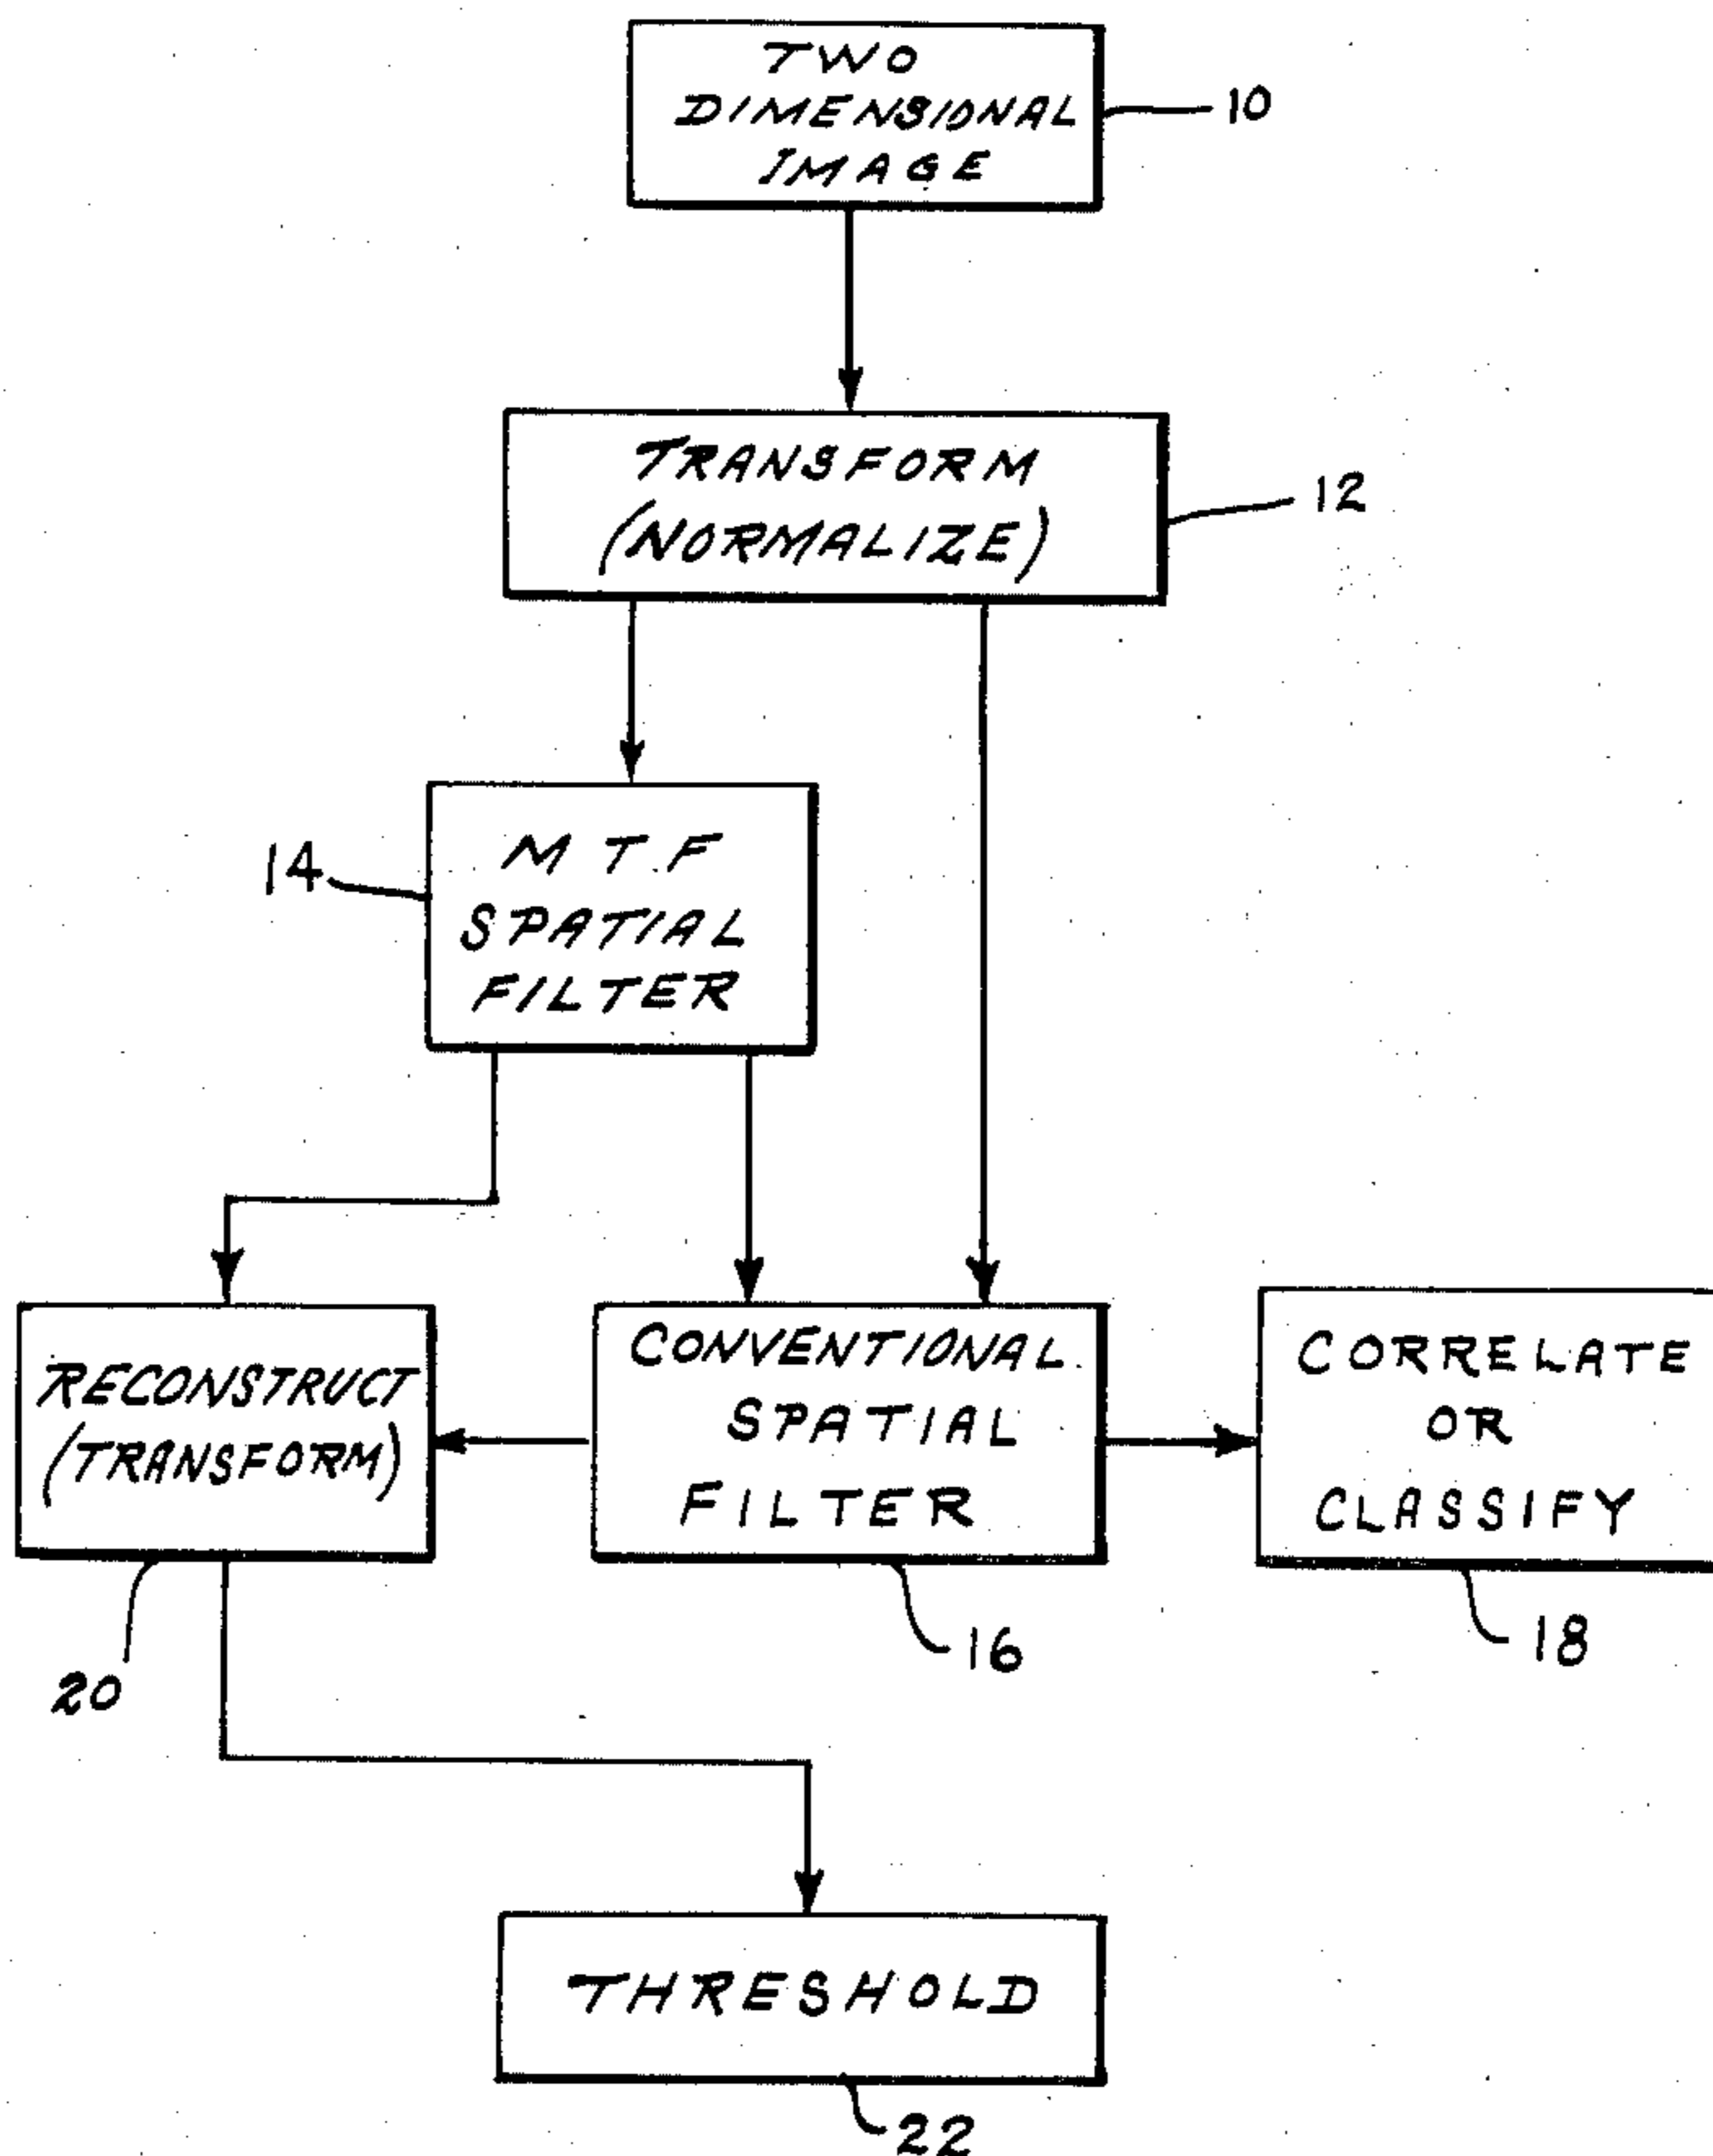 TWO
DIMENSIONAL
IMAGE
10
TRANSFORM
(NORMALIZE)
12
14
M T.F
SPATIAL
FILTER
RECONSTRUCT
(TRANSFORM)
20
CONVENTIONAL
SPATIAL
FILTER
16
CORRELATE
OR
CLASSIFY
18
THRESHOLD
22